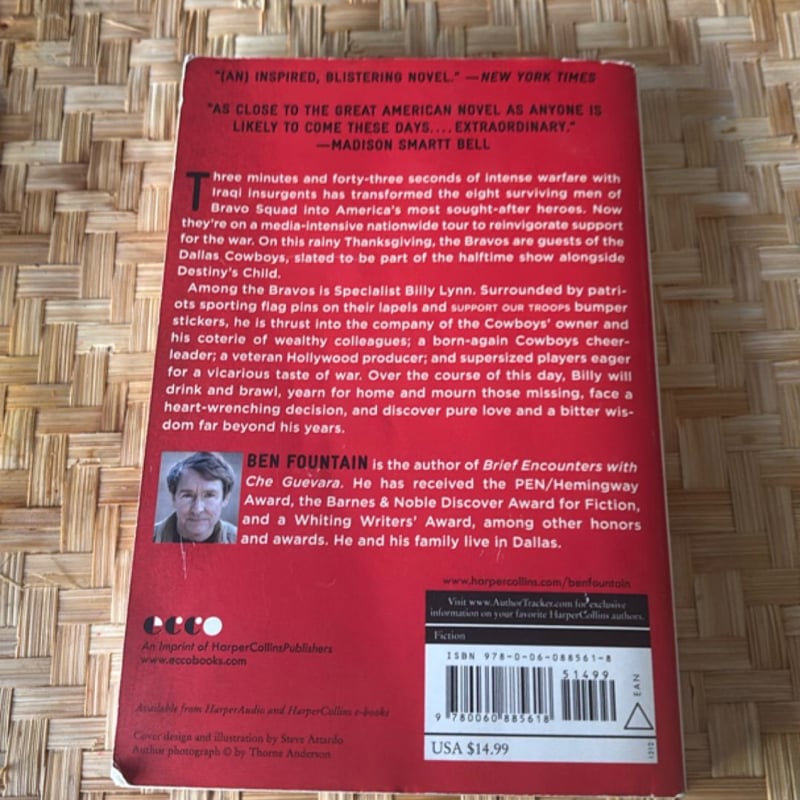 "(AN) INSPIRED, BLISTERING NOVEL." —NEW YORK TIMES
"AS CLOSE TO THE GREAT AMERICAN NOVEL AS ANYONE IS
LIKELY TO COME THESE DAYS.... EXTRAORDINARY."
—MADISON SMARTT BELL
Three minutes and forty-three seconds of intense warfare with
Iraqi insurgents has transformed the eight surviving men of
Bravo Squad into America's most sought-after heroes. Now
they're on a media-intensive nationwide tour to reinvigorate support
for the war. On this rainy Thanksgiving, the Bravos are guests of the
Dallas Cowboys, slated to be part of the halftime show alongside
Destiny's Child.
Among the Bravos is Specialist Billy Lynn. Surrounded by patri-
ots sporting flag pins on their lapels and SUPPORT OUR TROOPS bumper
stickers, he is thrust into the company of the Cowboys' owner and
his coterie of wealthy colleagues; a born-again Cowboys cheer-
leader; a veteran Hollywood producer; and supersized players eager
for a vicarious taste of war. Over the course of this day, Billy will
drink and brawl, yearn for home and mourn those missing, face a
heart-wrenching decision, and discover pure love and a bitter wis-
dom far beyond his years.
BEN FOUNTAIN is the author of Brief Encounters with
Che Guevara. He has received the PEN/Hemingway
Award, the Barnes & Noble Discover Award for Fiction,
and a Whiting Writers' Award, among other honors
and awards. He and his family live in Dallas.
www.harpercollins.com/benfountain
Visit www.AuthorTracker.com for exclusive
information on your favorite HarperCollins authors.
Fiction
ISBN 978-0-06-088561-8
51499
EAN
9 780060 885618
USA $14.99
1212
ecco
An Imprint of HarperCollinsPublishers
www.eccobooks.com
Available from HarperAudio and HarperCollins e-books
Cover design and illustration by Steve Attardo
Author photograph © by Thorne Anderson